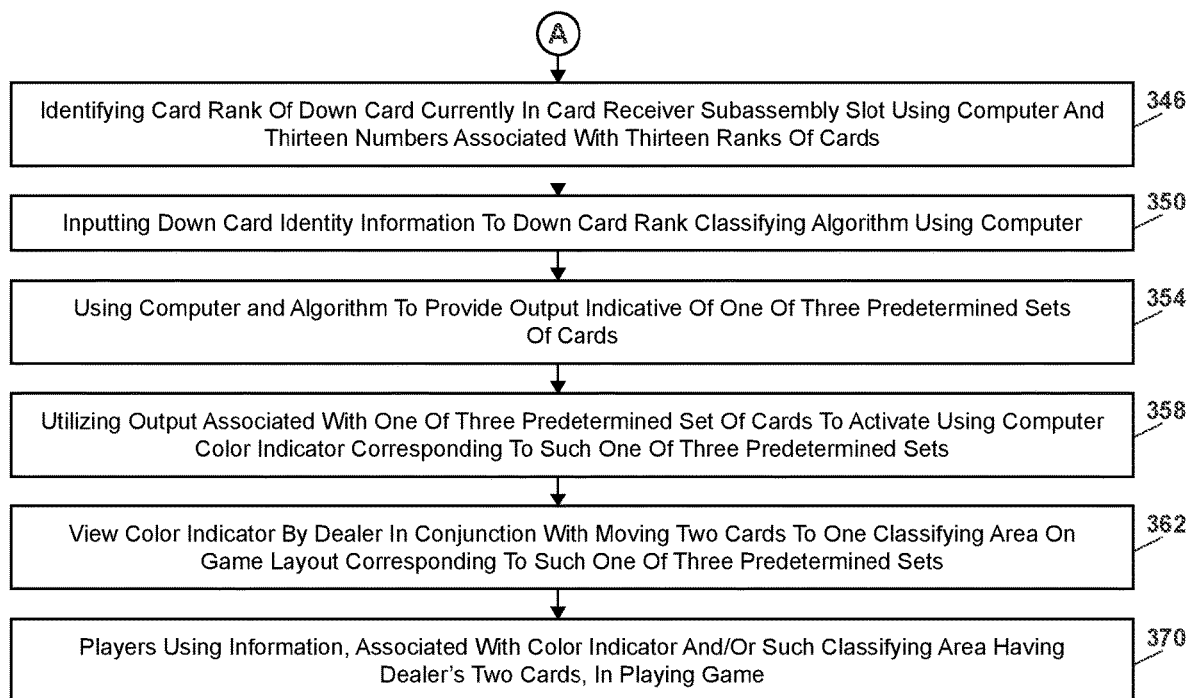 A
Identifying Card Rank Of Down Card Currently In Card Receiver Subassembly Slot Using Computer And
Thirteen Numbers Associated With Thirteen Ranks Of Cards
346
Inputting Down Card Identity Information To Down Card Rank Classifying Algorithm Using Computer
350
Using Computer and Algorithm To Provide Output Indicative Of One Of Three Predetermined Sets
Of Cards
354
Utilizing Output Associated With One Of Three Predetermined Set Of Cards To Activate Using Computer
Color Indicator Corresponding To Such One Of Three Predetermined Sets
358
View Color Indicator By Dealer In Conjunction With Moving Two Cards To One Classifying Area On
Game Layout Corresponding To Such One Of Three Predetermined Sets
362
Players Using Information, Associated With Color Indicator And/Or Such Classifying Area Having
Dealer's Two Cards, In Playing Game
370